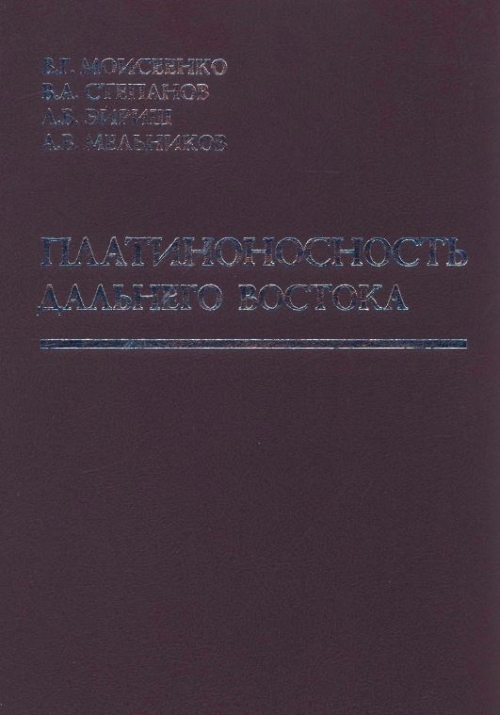 В.Г. МОИСЕЕНКО
В.А. СТЕПАНОВ
Л.В. ЭЙРИШ
А.В. МЕЛЬНИКОВ
ПЛАТИНОНОСНОСТЬ
ДАЛЬНЕГО ВОСТОКА